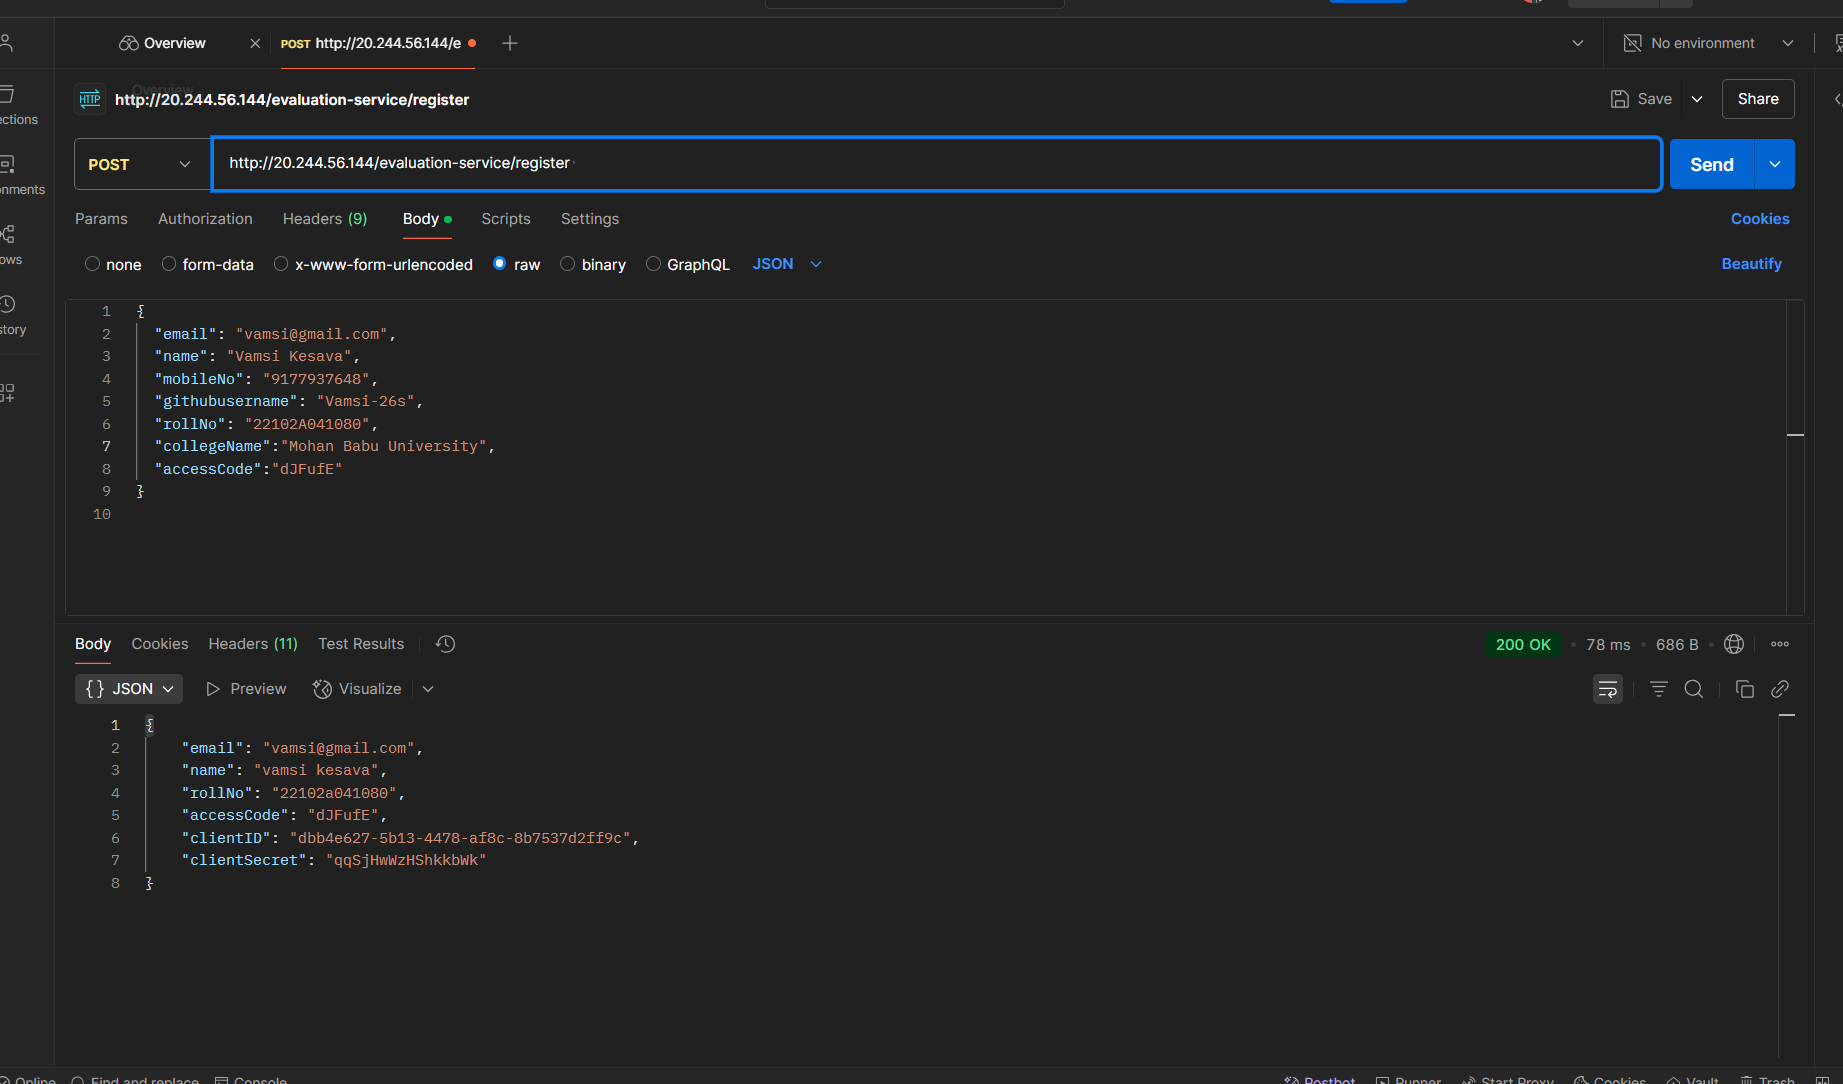 Overview
POST http://20.244.56.144/e
No environment
Overview
HTTP
http://20.244.56.144/evaluation-service/register
Save
Share
ections
POST
http://20.244.56.144/evaluation-service/register
Send
nments
Params Authorization Headers (9) Body Scripts Settings
Cookies
ows
none form-data x-www-form-urlencoded raw binary GraphQL JSON
Beautify
story
1 {
2 "email": "vamsi@gmail.com",
3 "name": "Vamsi Kesava",
4 "mobileNo": "9177937648",
5 "githubusername": "Vamsi-26s",
6 "rollNo": "22102A041080",
7 "collegeName":"Mohan Babu University",
8 "accessCode":"dJFufE"
9 }
10
Body Cookies Headers (11) Test Results
200 OK • 78 ms • 686 B •
{} JSON Preview Visualize
1 {
2 "email": "vamsi@gmail.com",
3 "name": "vamsi kesava",
4 "rollNo": "22102a041080",
5 "accessCode": "dJFufE",
6 "clientID": "dbb4e627-5b13-4478-af8c-8b7537d2ff9c",
7 "clientSecret": "qqSjHwWzHShkkbWk"
8 }
Online Find and replace Console
Postbot Runner Start Proxy Cookies Vault Trash